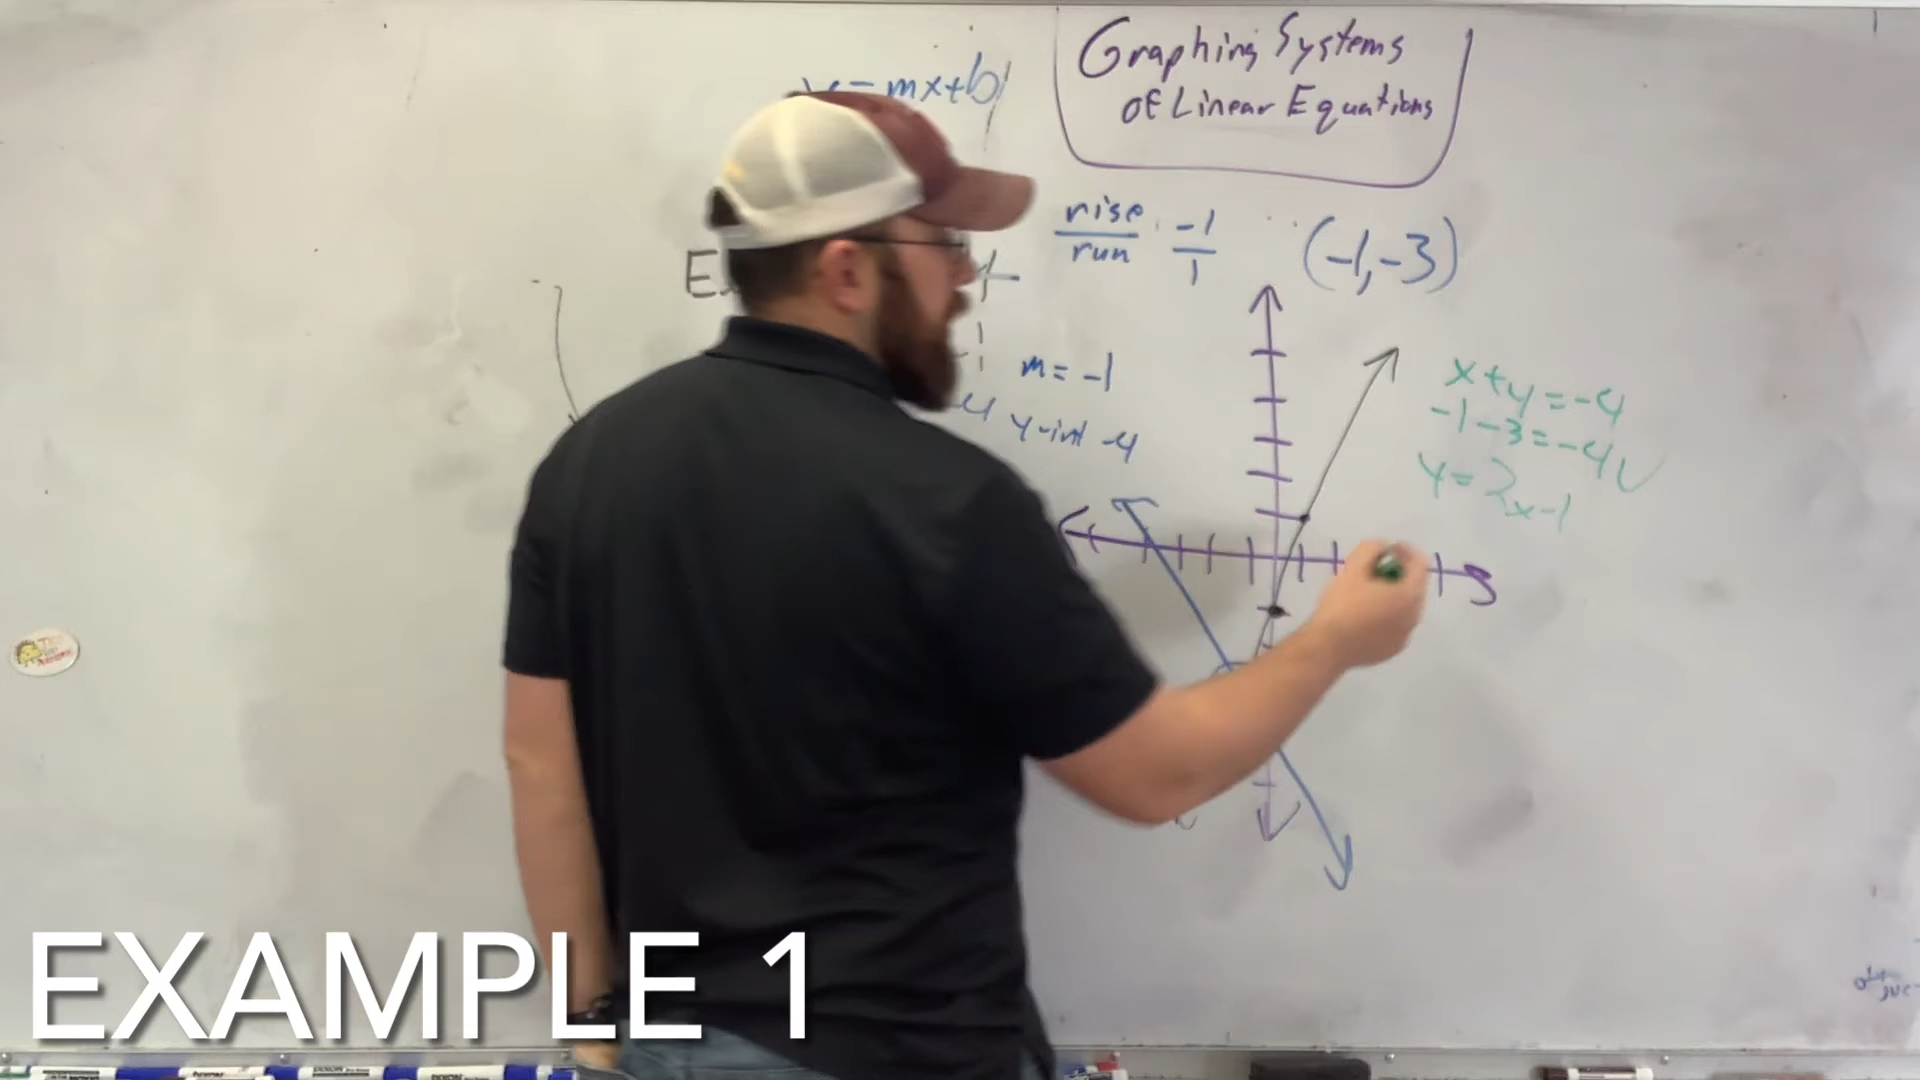 Graphing Systems
of Linear Equations
= mx+b
rise
run
-1
1
(-1,-3)
m = -1
y-int -4
x+y=-4
-1-3=-4✓
y=2x-1
EXAMPLE 1